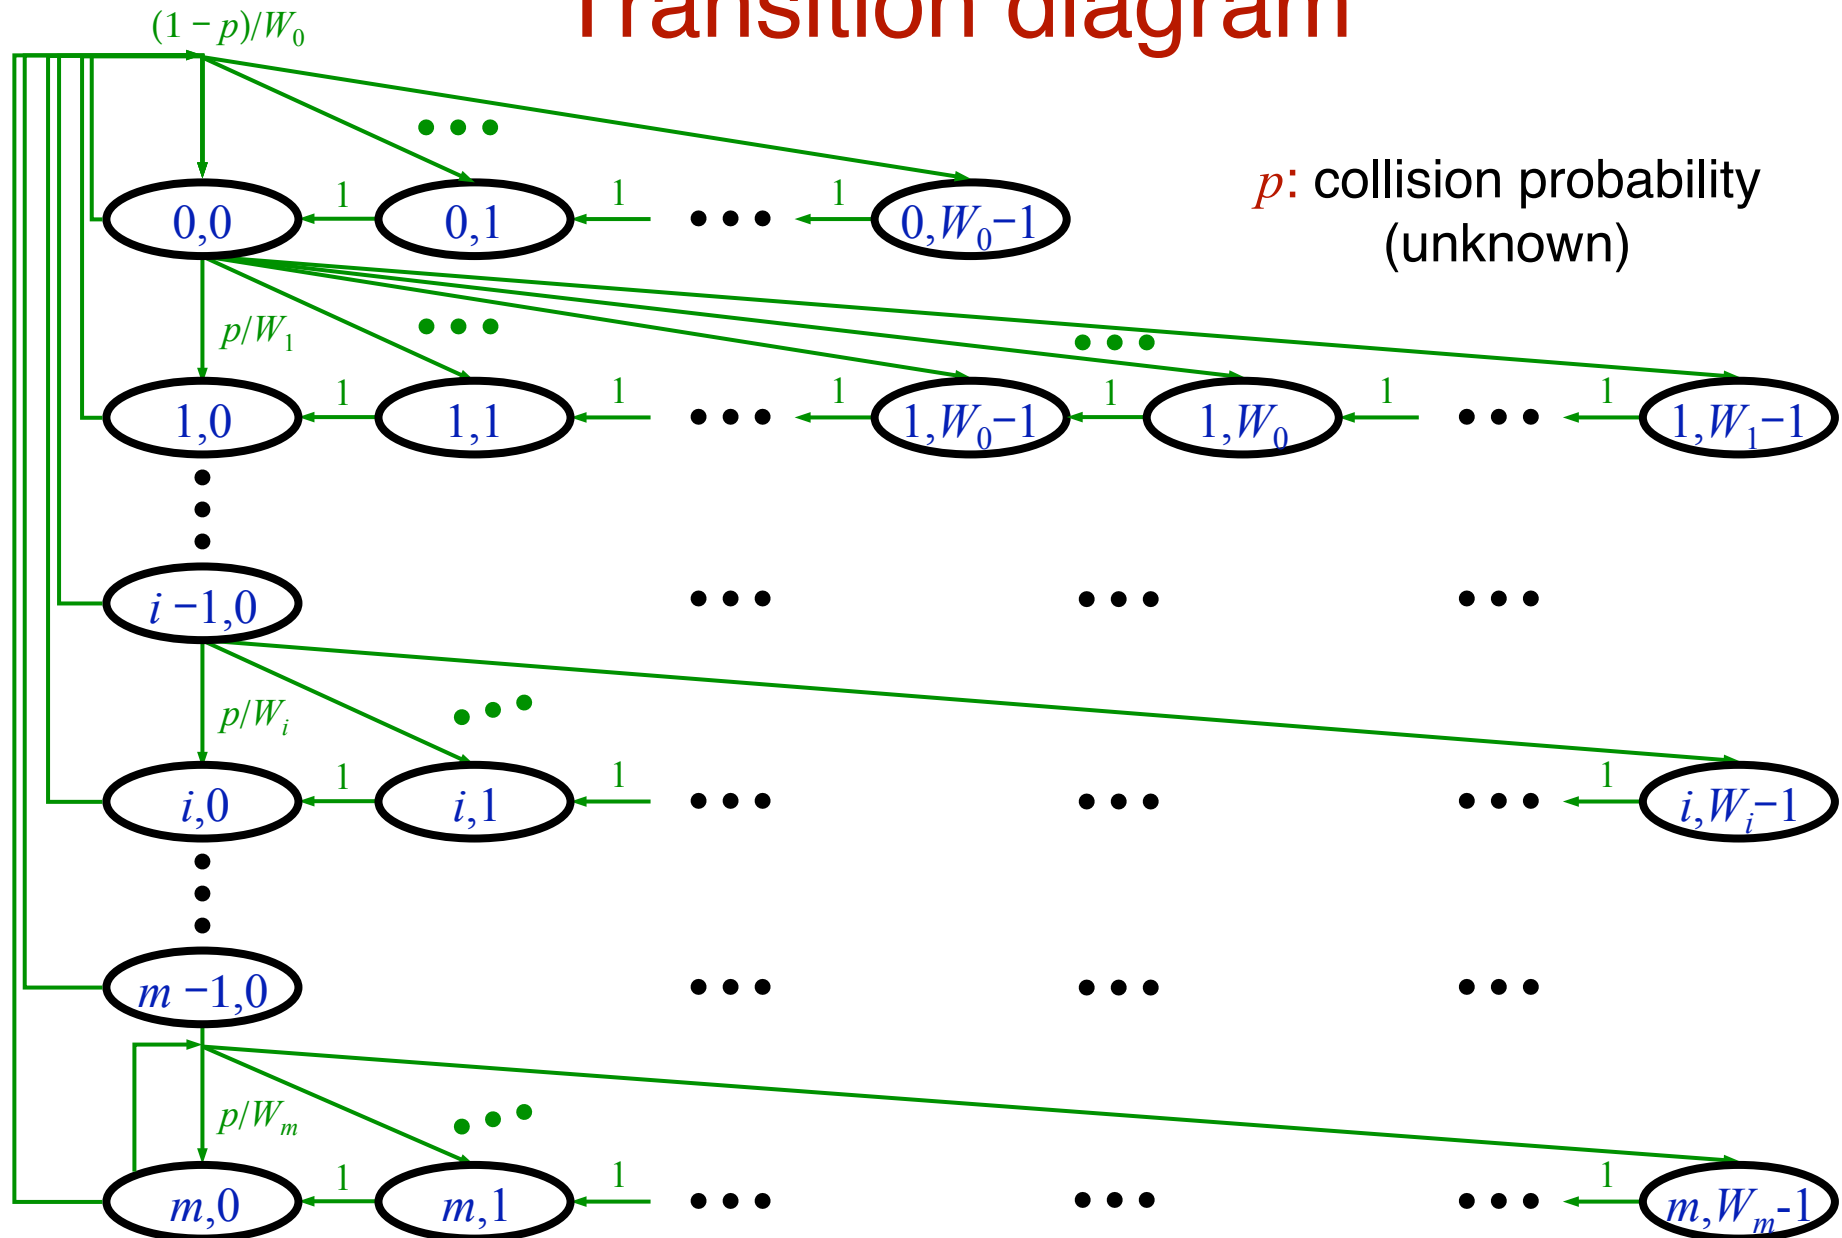 Transition diagram
(1 - p)/W₀
0,0 1 0,1 1 1 0,W₀−1
p: collision probability
(unknown)
p/W₁
1,0 1 1,1 1 1 1,W₀−1 1 1,W₀ 1 1 1,W₁−1
i −1,0
p/Wᵢ
i,0 1 i,1 1 1 i,Wᵢ−1
m −1,0
p/Wₘ
m,0 1 m,1 1 1 m,Wₘ-1